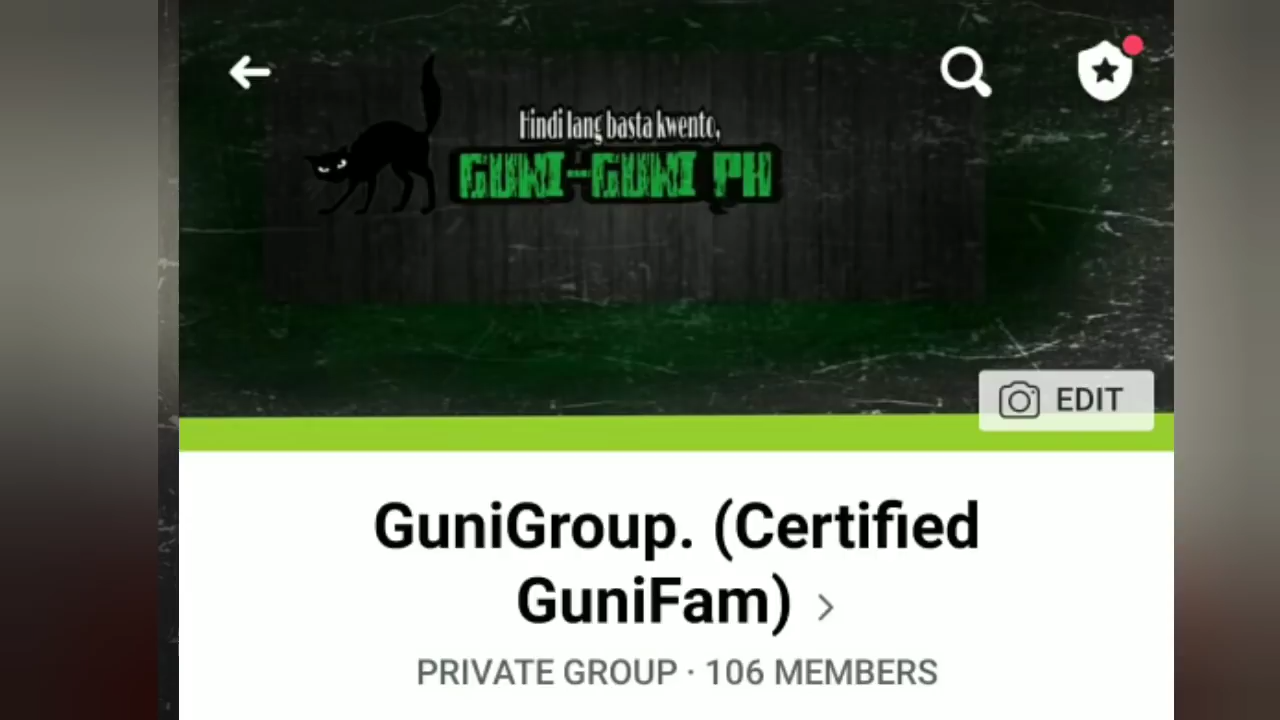 Hindi lang basta kwento,
GUNI-GUNI PH
EDIT
GuniGroup. (Certified
GuniFam) >
PRIVATE GROUP · 106 MEMBERS